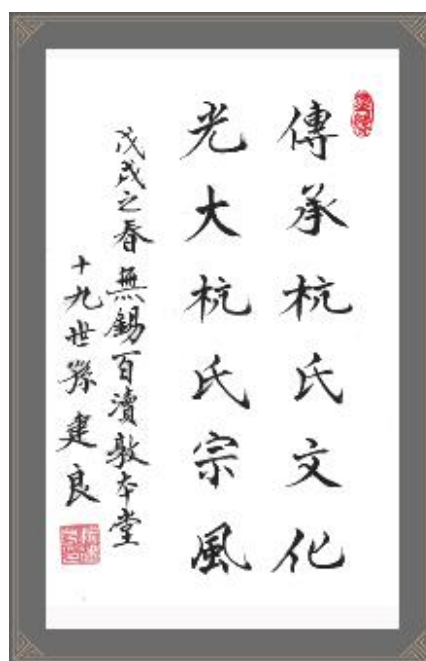 傳承杭氏文化
光大杭氏宗風
戊戌之春無錫百瀆敦本堂
十九世孫建良